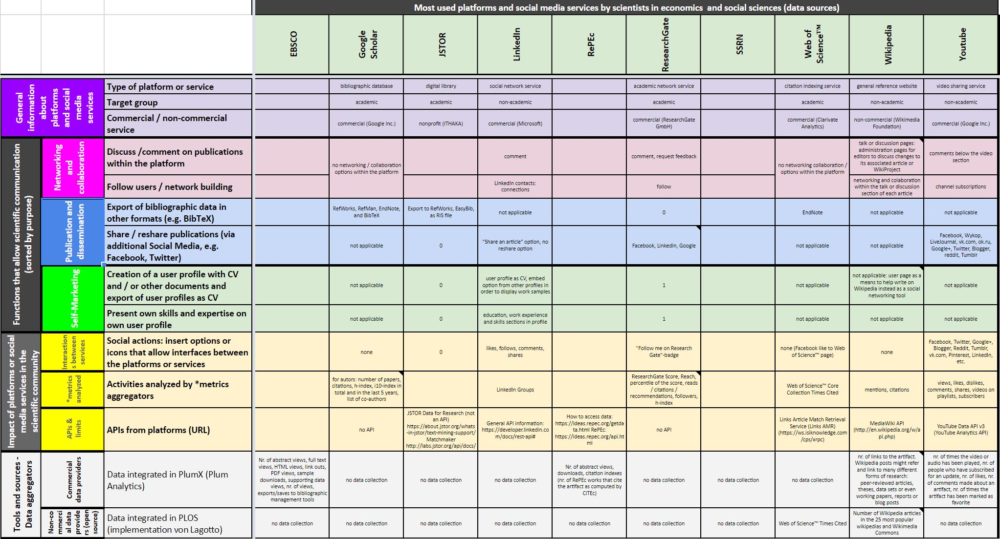 Most used platforms and social media services by scientists in economics  and social sciences (data sources)
EBSCO
Google
Scholar
JSTOR
LinkedIn
RePEc
ResearchGate
SSRN
Web of
Science™
Wikipedia
Youtube
General
information
about
platforms
and social
media
services
Type of platform or service
bibliographic database
digital library
social network service
academic network service
citation indexing service
general reference website
video sharing service
Target group
academic
academic
non-academic
academic
academic
non-academic
non-academic
Commercial / non-commercial
service
commercial (Google Inc.)
nonprofit (ITHAKA)
commercial (Microsoft)
commercial (ResearchGate
GmbH)
commercial (Clarivate
Analytics)
non-commercial (Wikimedia
Foundation)
commercial (Google Inc.)
Functions that allow scientific communication
(sorted by purpose)
Networking
and
collaboration
Discuss /comment on publications
within the platform
no networking / collaboration
options within the platform
comment
comment, request feedback
no networking collaboration /
options within the platform
talk or discussion pages:
administration pages for
editors to discuss changes to
its associated article or
WikiProject
comments below the video
section
Follow users / network building
LinkedIn contacts:
connections
follow
networking and colaboration
within the talk or discussion
section of each article
channel subscriptions
Publication and
dissemination
Export of bibliographic data in
other formats (e.g. BibTeX)
RefWorks, RefMan, EndNote,
and BibTeX
Export to RefWorks, EasyBib,
as RIS file
not applicable
0
EndNote
not applicable
not applicable
Share / reshare publications (via
additional Social Media, e.g.
Facebook, Twitter)
not applicable
0
"Share an article" option, no
reshare option
Facebook, LinkedIn, Google
not applicable
not applicable
Facebook, Wykop,
LiveJournal, vk.com, ok.ru,
Google+, Twitter, Blogger,
reddit, Tumblr
Self-Marketing
Creation of a user profile with CV
and / or other documents and
export of user profiles as CV
not applicable
0
user profile as CV, embed
option from other profiles in
order to display work samples
1
not applicable
not applicable: user page as a
means to help write on
Wikipedia instead as a social
networking tool
not applicable
Present own skills and expertise on
own user profile
not applicable
0
education, work experience
and skills sections in profile
1
not applicable
not applicable
not applicable
Impact of platforms or social
media services in the
scientific community
Interaction
s between
services
Social actions: insert options or
icons that allow interfaces between
the platforms or services
none
0
likes, follows, comments,
shares
"Follow me on Research
Gate"-badge
none (Facebook like to Web
of Science™ page)
none
Facebook, Twitter, Google+,
Blogger, Reddit, Tumblr,
vk.com, Pinterest, LinkedIn,
etc.
*metrics
analyzed
Activities analyzed by *metrics
aggregators
for autors: number of papers,
citations, h-index, i10-index in
total and in the last 5 years,
list of co-authors
LinkedIn Groups
ResearchGate Score, Reach,
percentile of the score, reads
/ citations /
recommendations, followers,
h-index
Web of Science™ Core
Collection Times Cited
mentions, citations
views, likes, dislikes,
comments, shares, videos on
playlists, subscribers
APIs &
limits
APIs from platforms (URL)
no API
JSTOR Data for Research (not
an API)
https://about.jstor.org/whats
-in-jstor/text-mining-support/
Matchmaker
http://labs.jstor.org/api/docs/
General API information:
https://developer.linkedin.co
m/docs/rest-api#
How to access data:
https://ideas.repec.org/getda
ta.html RePEc:
https://ideas.repec.org/api.ht
ml
no API
Links Article Match Retrieval
Service (Links AMR)
(https://ws.isiknowledge.com
/cps/xrpc)
MediaWiki API
(http://en.wikipedia.org/w/a
pi.php)
YouTube Data API v3
(YouTube Analytics API)
Tools and sources -
Data aggregators
Commercial
data providers
Data integrated in PlumX (Plum
Analytics)
Nr. of abstract views, full text
views, HTML views, link outs,
PDF views, sample
downloads, supporting data
views, nr. of views,
exports/saves to bibliographic
management tools
no data collection
no data collection
no data collection
Nr. of abstract views,
downloads, citation indexes
(nr. of RePEc works that cite
the artifact as computed by
CiTEc)
no data collection
no data collection
no data collection
nr. of links to the artifact.
Wikipedia posts might refer
and link to many different
forms of research:
peer-reviewed articles,
theses, data sets or even
working papers, reports or
blog posts
nr. of times the video or
audio has been played, nr. of
people who have subscribed
for an update, nr. of likes, nr.
of comments made about an
artifact, nr. of times the
artifact has been marked as
favorite
Non-co
mmerci
al data
provide
rs (open
source)
Data integrated in PLOS
(implementation von Lagotto)
no data collection
no data collection
no data collection
no data collection
no data collection
no data collection
no data collection
Web of Science™ Times Cited
Number of Wikipedia articles
in the 25 most popular
wikipedias and Wikimedia
Commons
no data collection